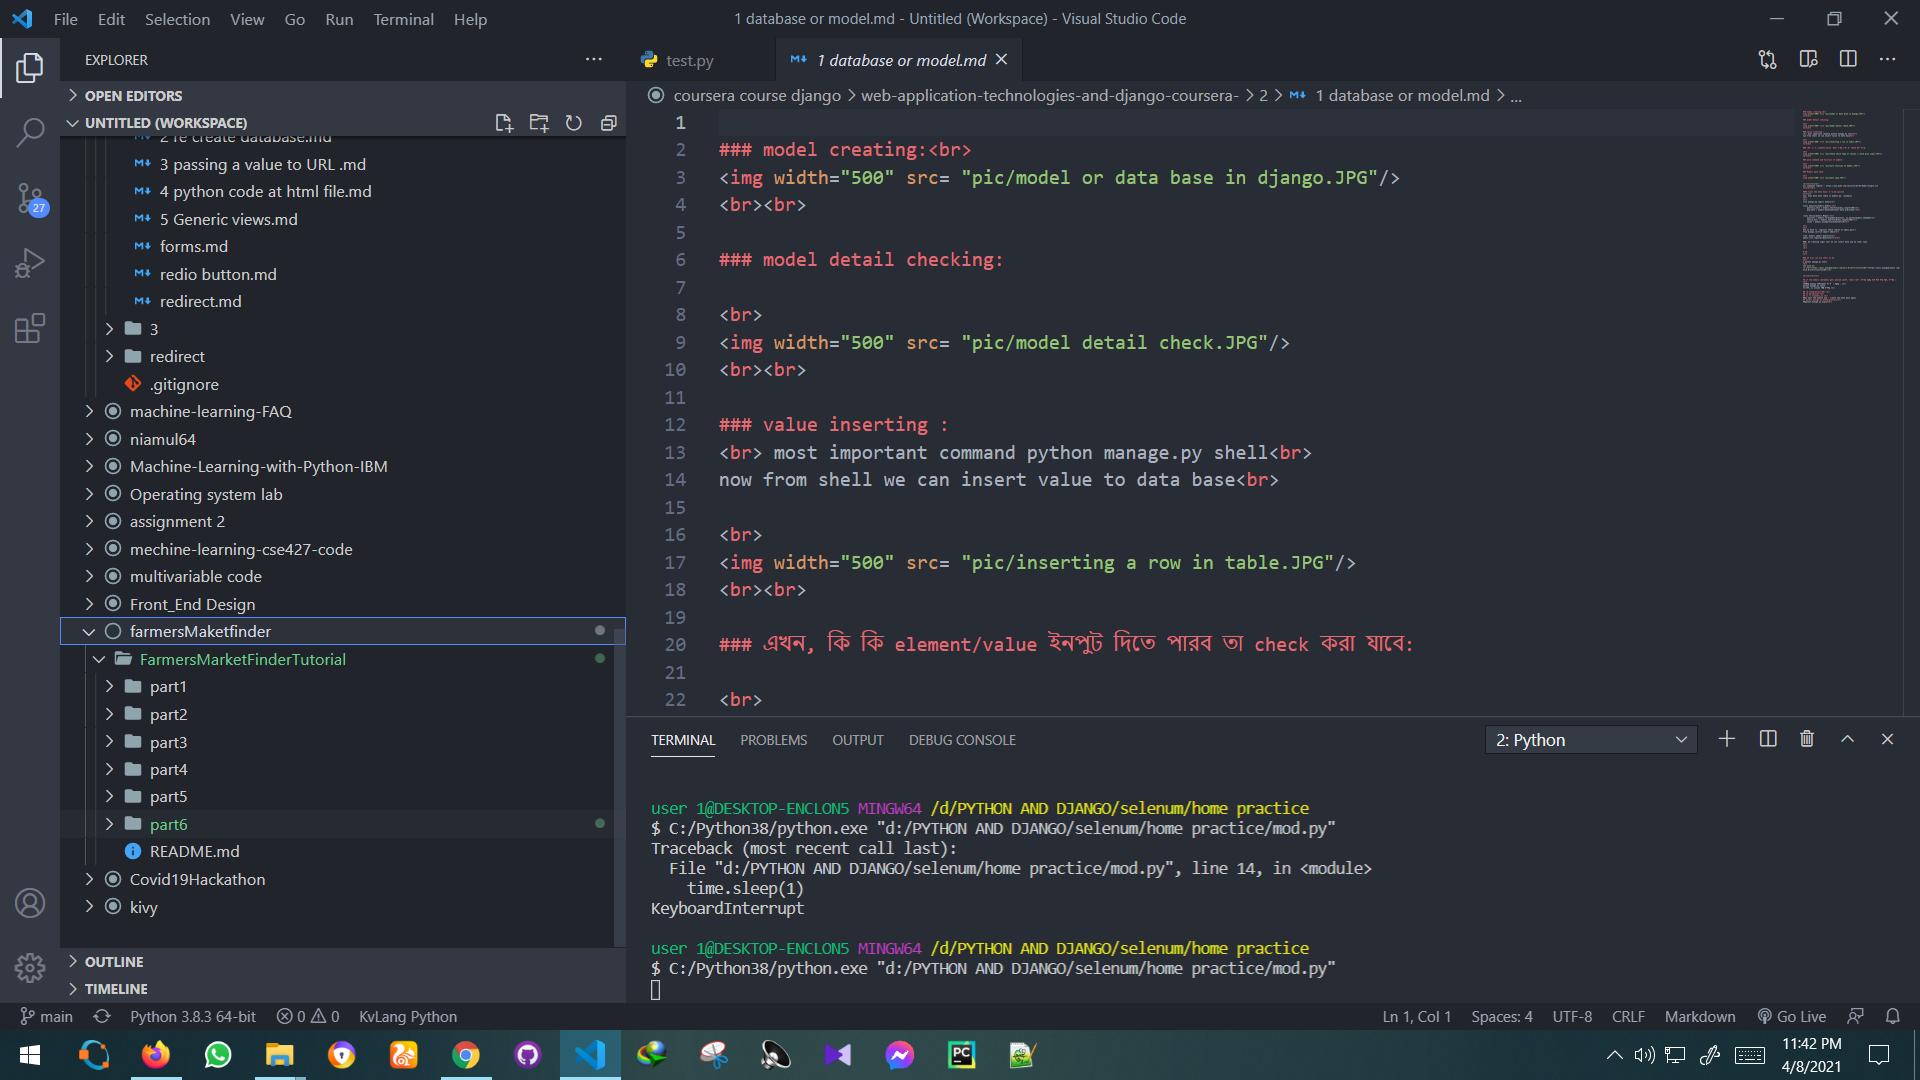 File Edit Selection View Go Run Terminal Help
1 database or model.md - Untitled (Workspace) - Visual Studio Code
EXPLORER
OPEN EDITORS
UNTITLED (WORKSPACE)
2 re create database.md
3 passing a value to URL .md
4 python code at html file.md
5 Generic views.md
forms.md
redio button.md
redirect.md
3
redirect
.gitignore
machine-learning-FAQ
niamul64
Machine-Learning-with-Python-IBM
Operating system lab
assignment 2
mechine-learning-cse427-code
multivariable code
Front_End Design
farmersMaketfinder
FarmersMarketFinderTutorial
part1
part2
part3
part4
part5
part6
README.md
Covid19Hackathon
kivy
OUTLINE
TIMELINE
27
test.py
1 database or model.md
coursera course django > web-application-technologies-and-django-coursera- > 2 > 1 database or model.md > ...
1
2 ### model creating:<br>
3 <img width="500" src= "pic/model or data base in django.JPG"/>
4 <br><br>
5
6 ### model detail checking:
7
8 <br>
9 <img width="500" src= "pic/model detail check.JPG"/>
10 <br><br>
11
12 ### value inserting :
13 <br> most important command python manage.py shell<br>
14 now from shell we can insert value to data base<br>
15
16 <br>
17 <img width="500" src= "pic/inserting a row in table.JPG"/>
18 <br><br>
19
20 ### এখন, কি কি element/value ইনপুট দিতে পারব তা check করা যাবে:
21
22 <br>
TERMINAL PROBLEMS OUTPUT DEBUG CONSOLE
2: Python
user 1@DESKTOP-ENCLON5 MINGW64 /d/PYTHON AND DJANGO/selenum/home practice
$ C:/Python38/python.exe "d:/PYTHON AND DJANGO/selenum/home practice/mod.py"
Traceback (most recent call last):
File "d:/PYTHON AND DJANGO/selenum/home practice/mod.py", line 14, in <module>
time.sleep(1)
KeyboardInterrupt
user 1@DESKTOP-ENCLON5 MINGW64 /d/PYTHON AND DJANGO/selenum/home practice
$ C:/Python38/python.exe "d:/PYTHON AND DJANGO/selenum/home practice/mod.py"
main Python 3.8.3 64-bit 0 0 KvLang Python
Ln 1, Col 1 Spaces: 4 UTF-8 CRLF Markdown Go Live
PC
11:42 PM
4/8/2021